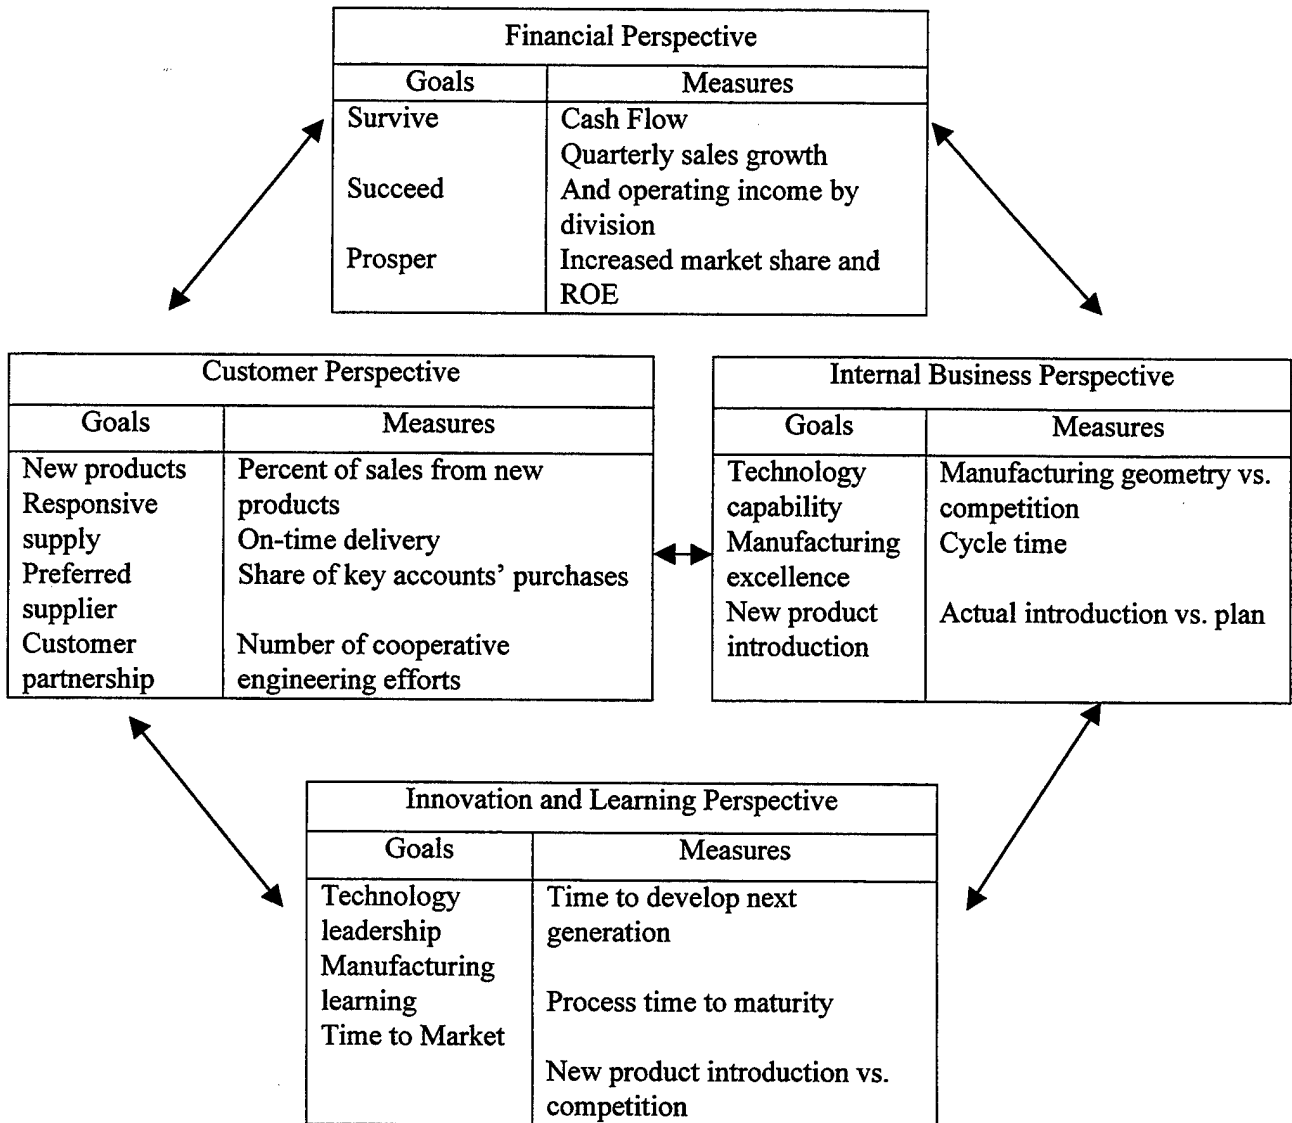 Financial Perspective
Goals
Measures
Survive
Cash Flow
Quarterly sales growth
Succeed
And operating income by
division
Prosper
Increased market share and
ROE
Customer Perspective
Goals
Measures
New products
Responsive
supply
Preferred
supplier
Customer
partnership
Percent of sales from new
products
On-time delivery
Share of key accounts' purchases
Number of cooperative
engineering efforts
Internal Business Perspective
Goals
Measures
Technology
capability
Manufacturing
excellence
New product
introduction
Manufacturing geometry vs.
competition
Cycle time
Actual introduction vs. plan
Innovation and Learning Perspective
Goals
Measures
Technology
leadership
Manufacturing
learning
Time to Market
Time to develop next
generation
Process time to maturity
New product introduction vs.
competition